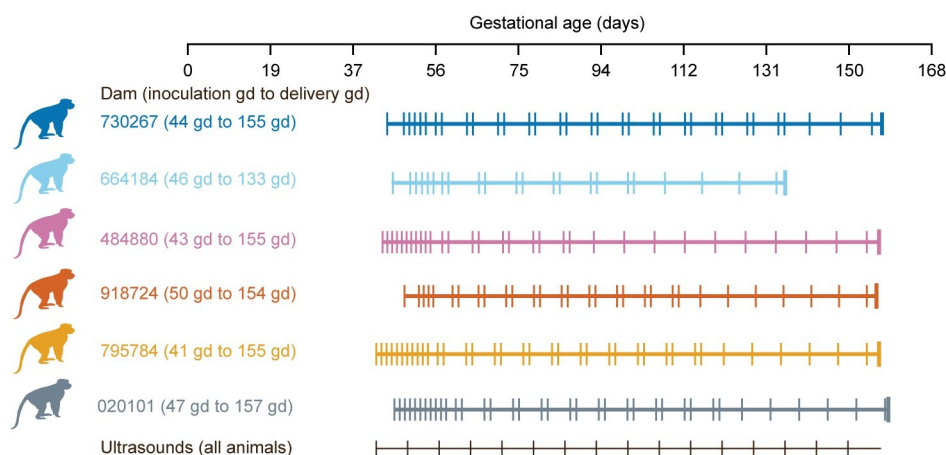 Gestational age (days)
0 19 37 56 75 94 112 131 150 168
Dam (inoculation gd to delivery gd)
730267 (44 gd to 155 gd)
664184 (46 gd to 133 gd)
484880 (43 gd to 155 gd)
918724 (50 gd to 154 gd)
795784 (41 gd to 155 gd)
020101 (47 gd to 157 gd)
Ultrasounds (all animals)